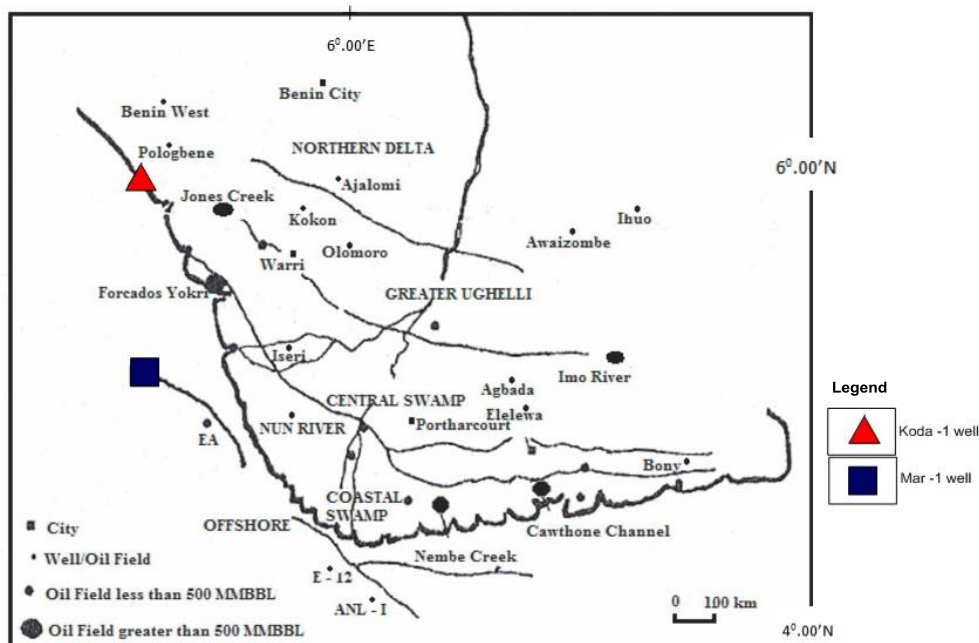 6⁰.00'E
Benin City
Benin West
Pologbene
NORTHERN DELTA
6⁰.00'N
Ajalomi
Jones Creek
Kokon
Ihuo
Awaizombe
Olomoro
Warri
Forcados Yokri
GREATER UGHELLI
Iseri
Imo River
Agbada
Legend
CENTRAL SWAMP
Elelewa
Koda -1 well
NUN RIVER
Portharcourt
EA
Bony
Mar -1 well
COASTAL
SWAMP
OFFSHORE
City
Cawthone Channel
Well/Oil Field
Nembe Creek
E - 12
Oil Field less than 500 MMBBL
ANL - I
0 100 km
Oil Field greater than 500 MMBBL
4⁰.00'N